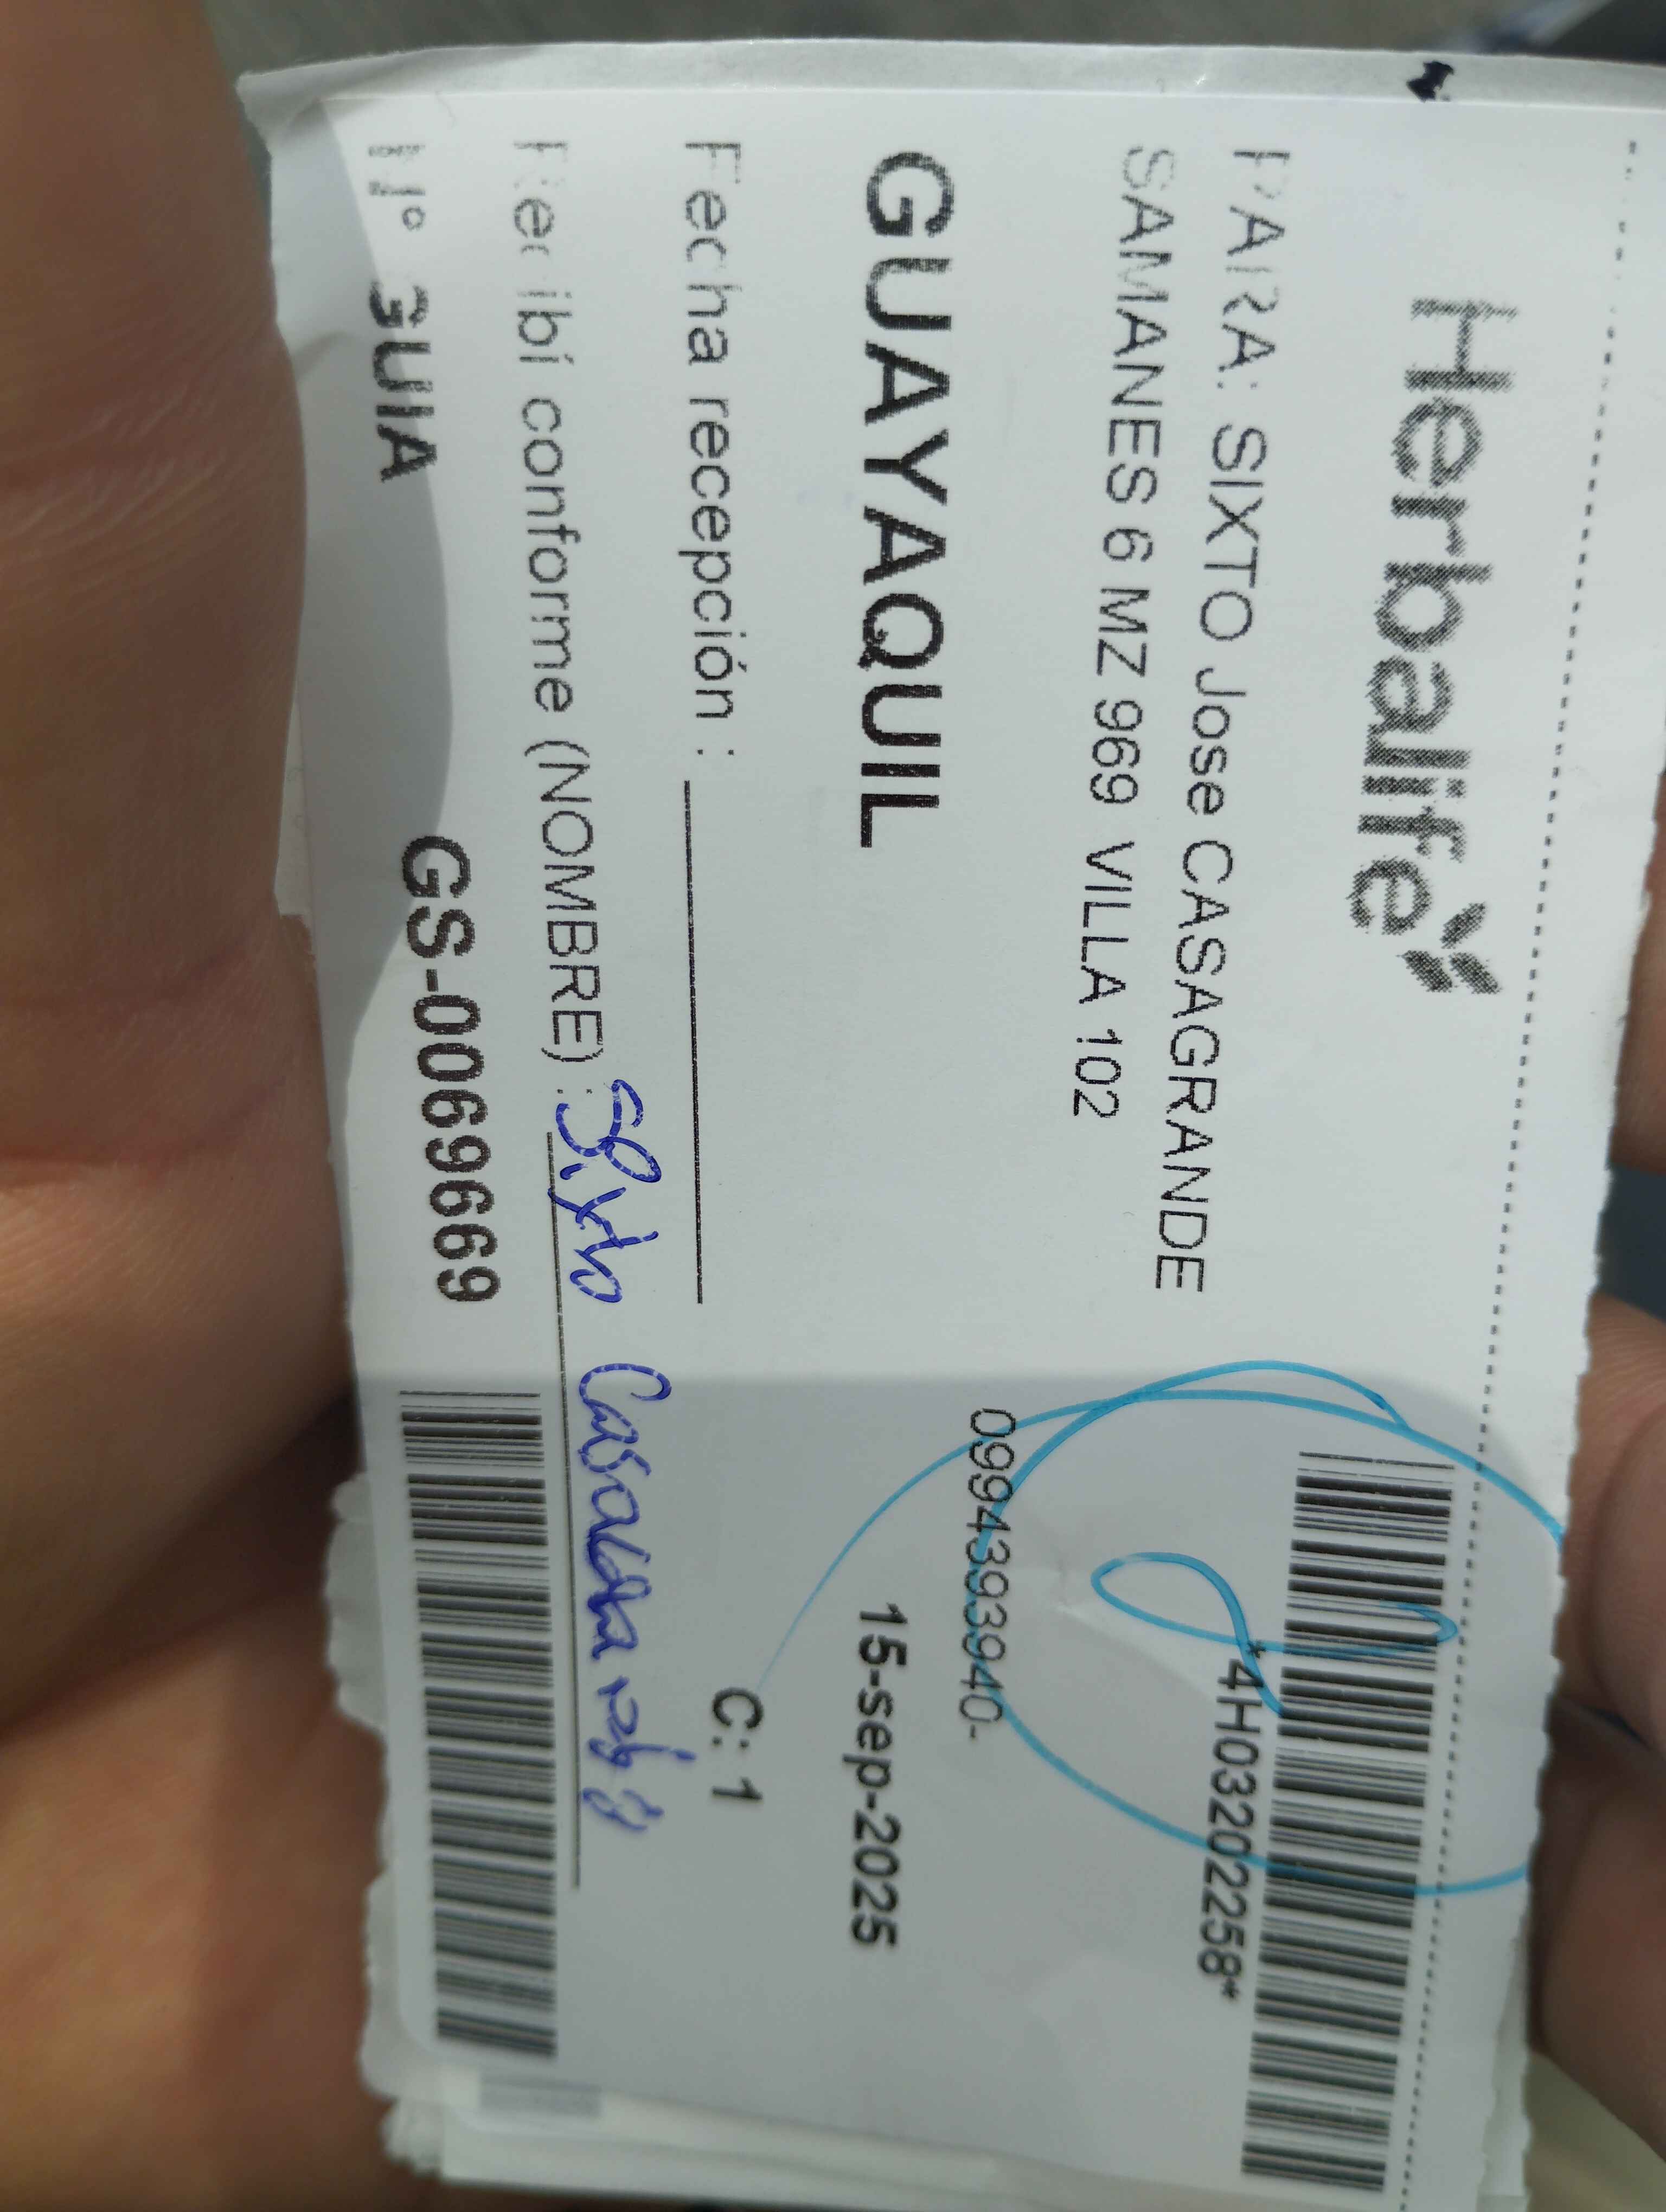 Herbalife
*4H03202258*
PARA: SIXTO Jose CASAGRANDE
SAMANES 6 MZ 969 VILLA 102
0994393940-
GUAYAQUIL
15-sep-2025
Fecha recepción :
C: 1
Recibí conforme (NOMBRE) : Sixto
N° GUIA GS-0069669